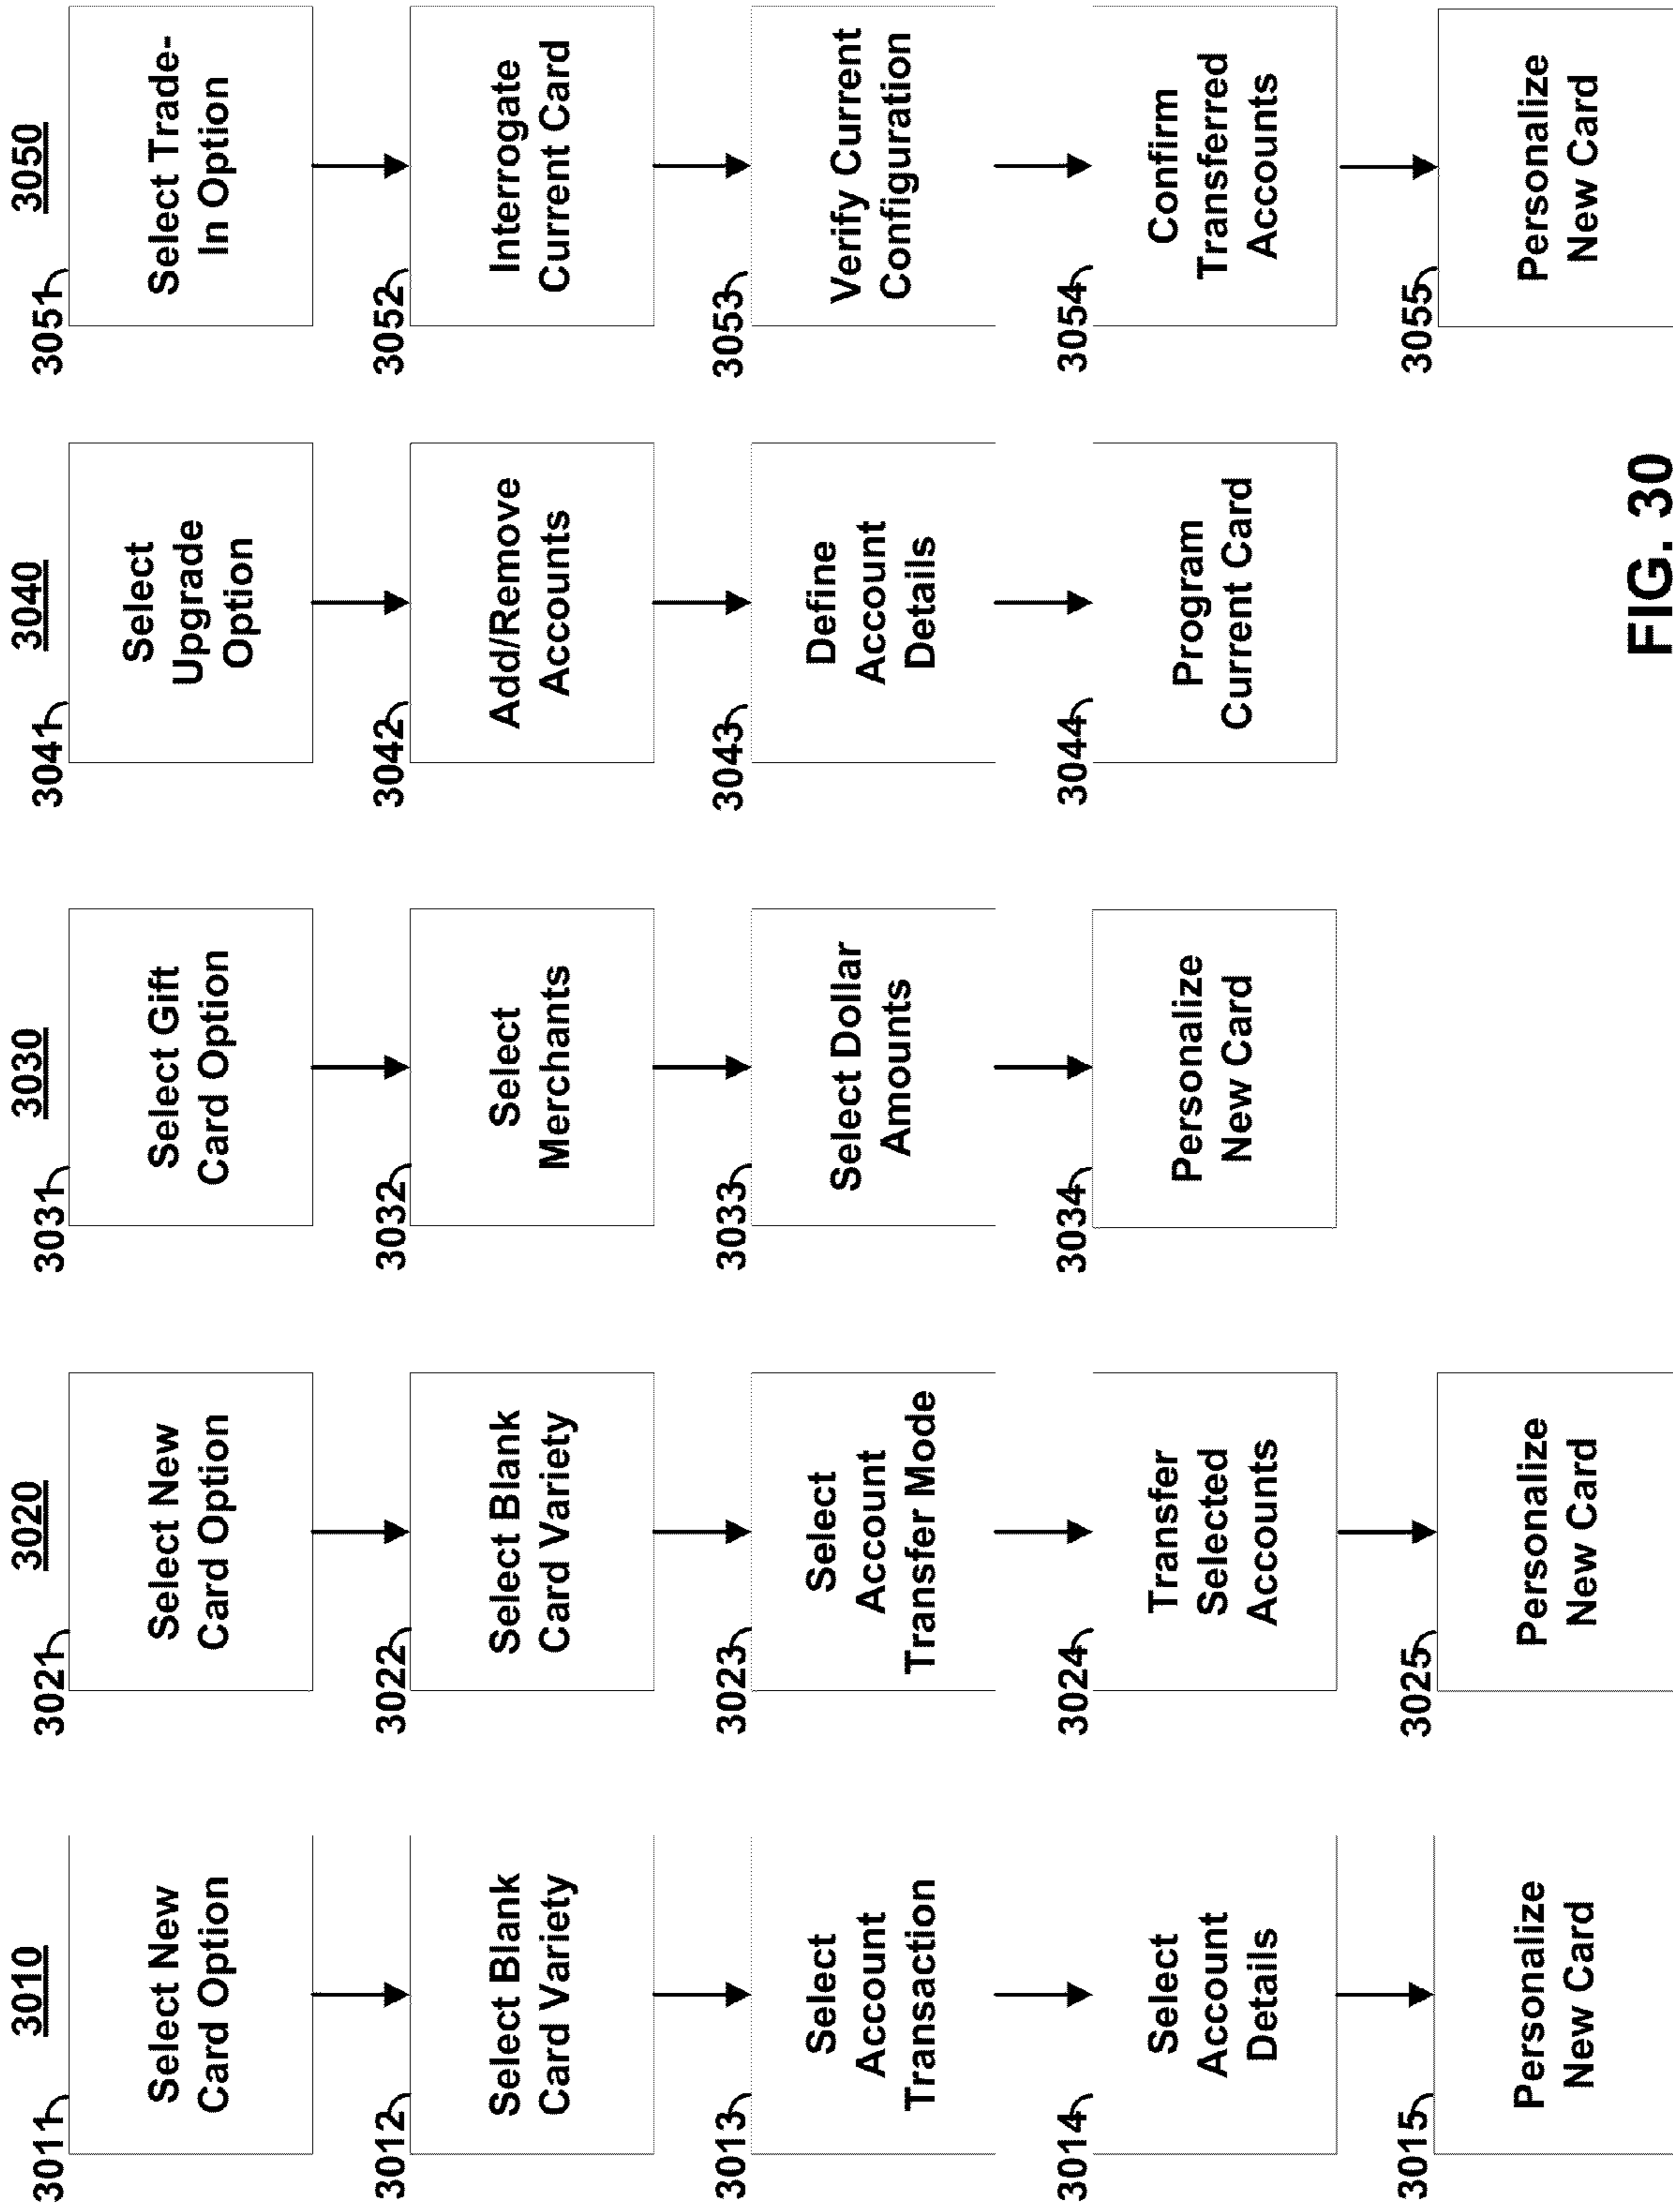 3010
3011
Select New
Card Option
3012
Select Blank
Card Variety
3013
Select
Account
Transaction
3014
Select
Account
Details
3015
Personalize
New Card
3020
3021
Select New
Card Option
3022
Select Blank
Card Variety
3023
Select
Account
Transfer Mode
3024
Transfer
Selected
Accounts
3025
Personalize
New Card
3030
3031
Select Gift
Card Option
3032
Select
Merchants
3033
Select Dollar
Amounts
3034
Personalize
New Card
3040
3041
Select
Upgrade
Option
3042
Add/Remove
Accounts
3043
Define
Account
Details
3044
Program
Current Card
3050
3051
Select Trade-
In Option
3052
Interrogate
Current Card
3053
Verify Current
Configuration
3054
Confirm
Transferred
Accounts
3055
Personalize
New Card
FIG. 30